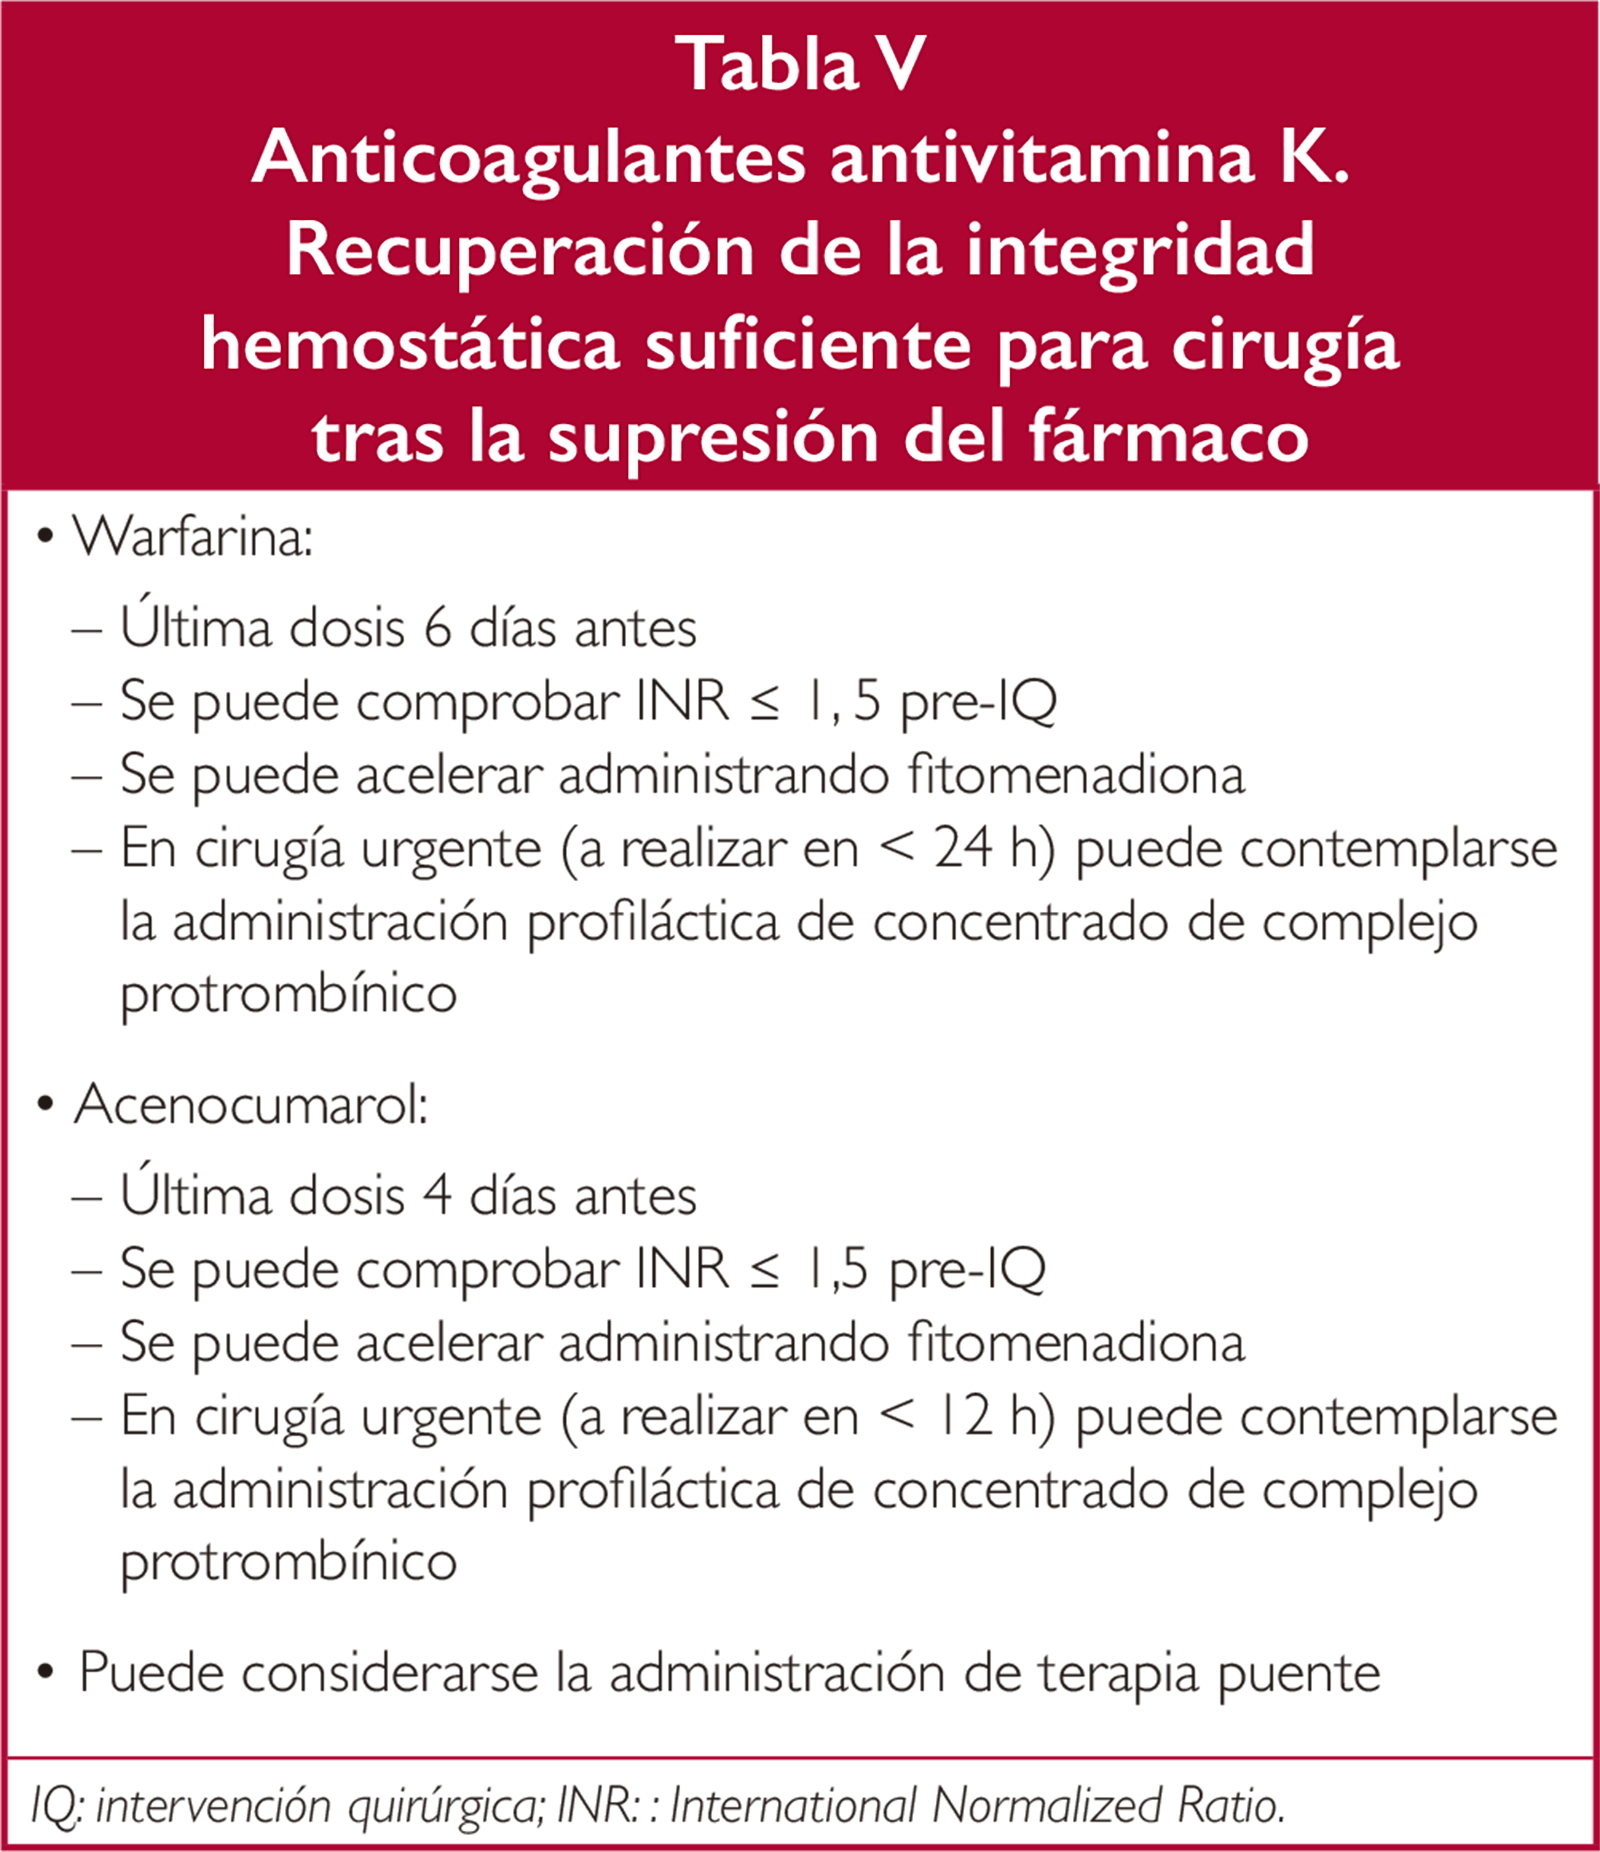 Tabla V
Anticoagulantes antivitamina K.
Recuperación de la integridad
hemostática suficiente para cirugía
tras la supresión del fármaco
• Warfarina:
– Última dosis 6 días antes
– Se puede comprobar INR ≤ 1, 5 pre-IQ
– Se puede acelerar administrando fitomenadiona
– En cirugía urgente (a realizar en < 24 h) puede contemplarse
la administración profiláctica de concentrado de complejo
protrombínico
• Acenocumarol:
– Última dosis 4 días antes
– Se puede comprobar INR ≤ 1,5 pre-IQ
– Se puede acelerar administrando fitomenadiona
– En cirugía urgente (a realizar en < 12 h) puede contemplarse
la administración profiláctica de concentrado de complejo
protrombínico
• Puede considerarse la administración de terapia puente
IQ: intervención quirúrgica; INR: : International Normalized Ratio.